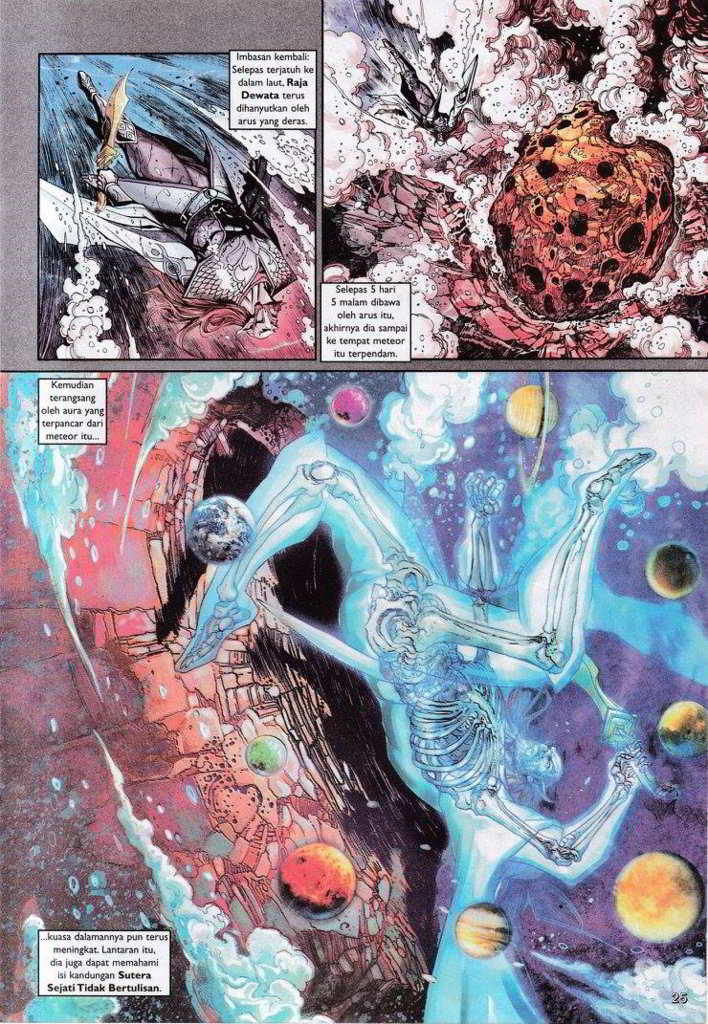 Imbasan kembali:
Selepas terjatuh ke
dalam laut, Raja
Dewata terus
dihanyutkan oleh
arus yang deras.
Selepas 5 hari
5 malam dibawa
oleh arus itu,
akhirnya dia sampai
ke tempat meteor
itu terpendam.
Kemudian
terangsang
oleh aura yang
terpancar dari
meteor itu...
...kuasa dalamannya pun terus
meningkat. Lantaran itu,
dia juga dapat memahami
isi kandungan Sutera
Sejati Tidak Bertulisan.
25